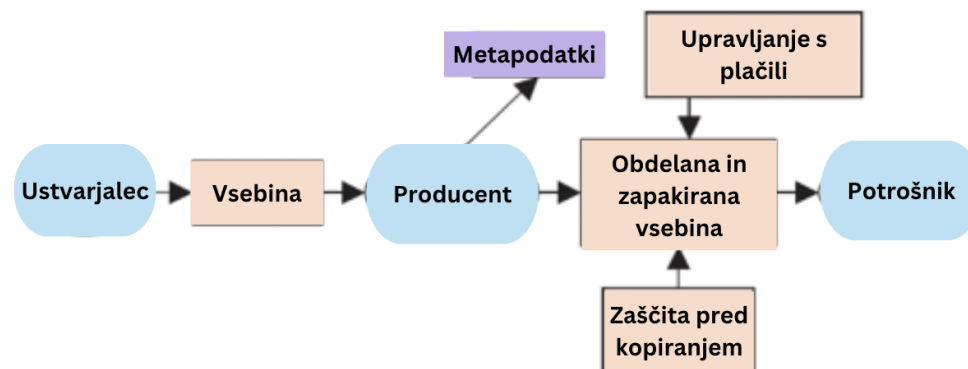 Metapodatki
Upravljanje s
plačili
Ustvarjalec
Vsebina
Producent
Obdelana in
zapakirana
vsebina
Potrošnik
Zaščita pred
kopiranjem